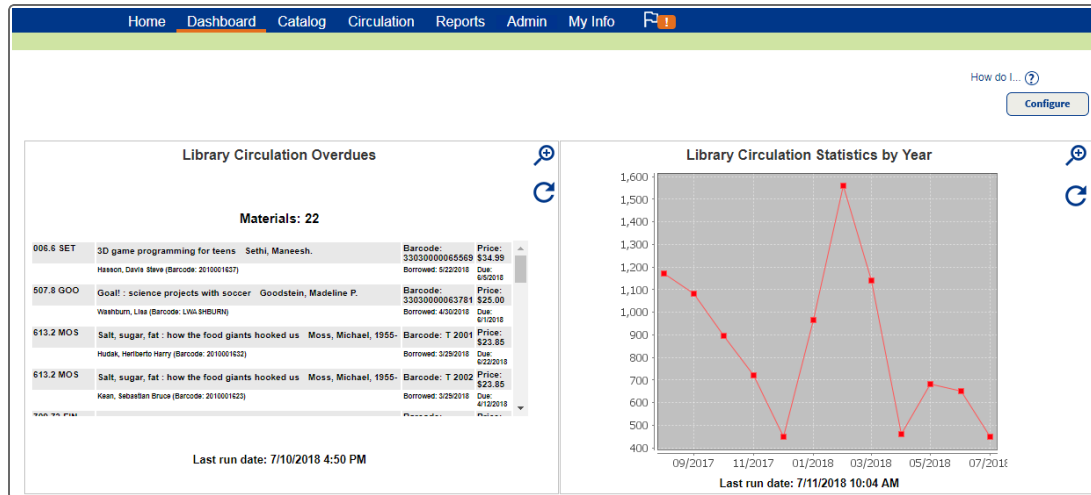 Home Dashboard Catalog Circulation Reports Admin My Info !
How do I... ?
Configure
Library Circulation Overdues
Materials: 22
006.6 SET 3D game programming for teens Sethi, Maneesh. Barcode: 33030000065569 Price: $34.99
Hasson, Davis Steve (Barcode: 2010001637) Borrowed: 5/22/2018 Due: 6/5/2018
507.8 GOO Goal! : science projects with soccer Goodstein, Madeline P. Barcode: 33030000063781 Price: $25.00
Washburn, Lisa (Barcode: LWASHBURN) Borrowed: 4/30/2018 Due: 6/1/2018
613.2 MOS Salt, sugar, fat : how the food giants hooked us Moss, Michael, 1955- Barcode: T 2001 Price: $23.85
Hudak, Heriberto Harry (Barcode: 2010001632) Borrowed: 3/29/2018 Due: 6/22/2018
613.2 MOS Salt, sugar, fat : how the food giants hooked us Moss, Michael, 1955- Barcode: T 2002 Price: $23.85
Kean, Sebastian Bruce (Barcode: 2010001623) Borrowed: 3/29/2018 Due: 4/12/2018
Last run date: 7/10/2018 4:50 PM
Library Circulation Statistics by Year
1,600
1,500
1,400
1,300
1,200
1,100
1,000
900
800
700
600
500
400
09/2017 11/2017 01/2018 03/2018 05/2018 07/2018
Last run date: 7/11/2018 10:04 AM